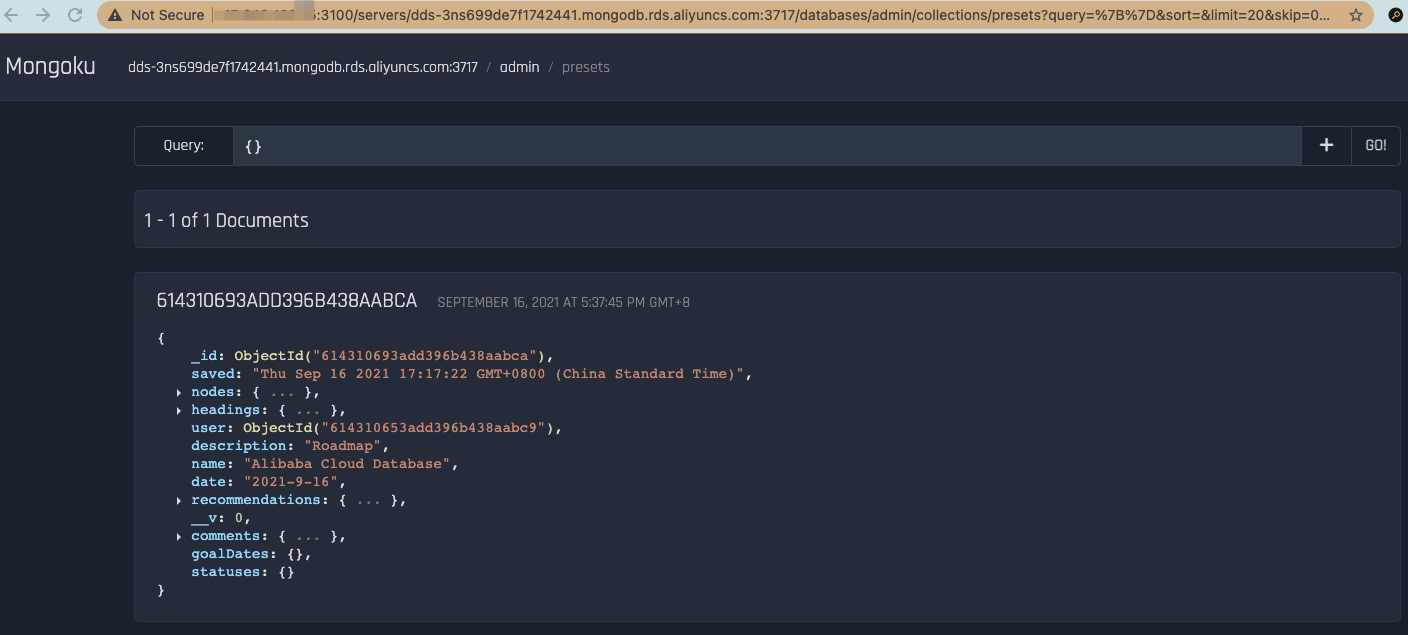 Not Secure :3100/servers/dds-3ns699de7f1742441.mongodb.rds.aliyuncs.com:3717/databases/admin/collections/presets?query=%7B%7D&sort=&limit=20&skip=0...
Mongoku dds-3ns699de7f1742441.mongodb.rds.aliyuncs.com:3717 / admin / presets
Query: {} + GO!
1 - 1 of 1 Documents
614310693ADD396B438AABCA SEPTEMBER 16, 2021 AT 5:37:45 PM GMT+8
{
_id: ObjectId("614310693add396b438aabca"),
saved: "Thu Sep 16 2021 17:17:22 GMT+0800 (China Standard Time)",
nodes: { ... },
headings: { ... },
user: ObjectId("614310653add396b438aabc9"),
description: "Roadmap",
name: "Alibaba Cloud Database",
date: "2021-9-16",
recommendations: { ... },
__v: 0,
comments: { ... },
goalDates: {},
statuses: {}
}